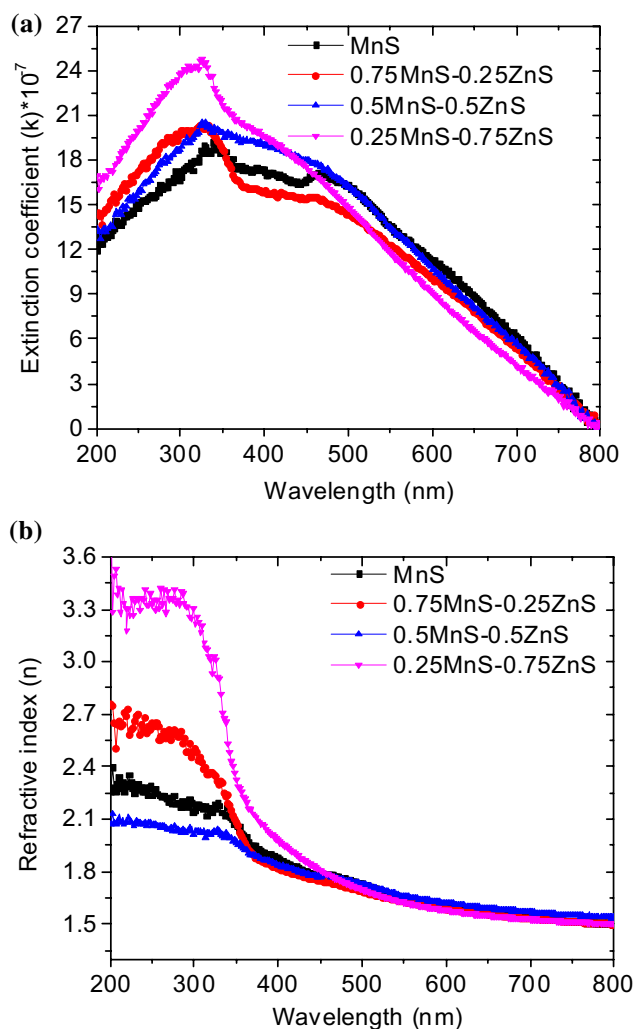 (a)
27
24
21
18
15
12
9
6
3
0
Extinction coefficient (k)*10^-7
MnS
0.75MnS-0.25ZnS
0.5MnS-0.5ZnS
0.25MnS-0.75ZnS
200 300 400 500 600 700 800
Wavelength (nm)
(b)
3.6
3.3
3.0
2.7
2.4
2.1
1.8
1.5
Refractive index (n)
MnS
0.75MnS-0.25ZnS
0.5MnS-0.5ZnS
0.25MnS-0.75ZnS
200 300 400 500 600 700 800
Wavelength (nm)